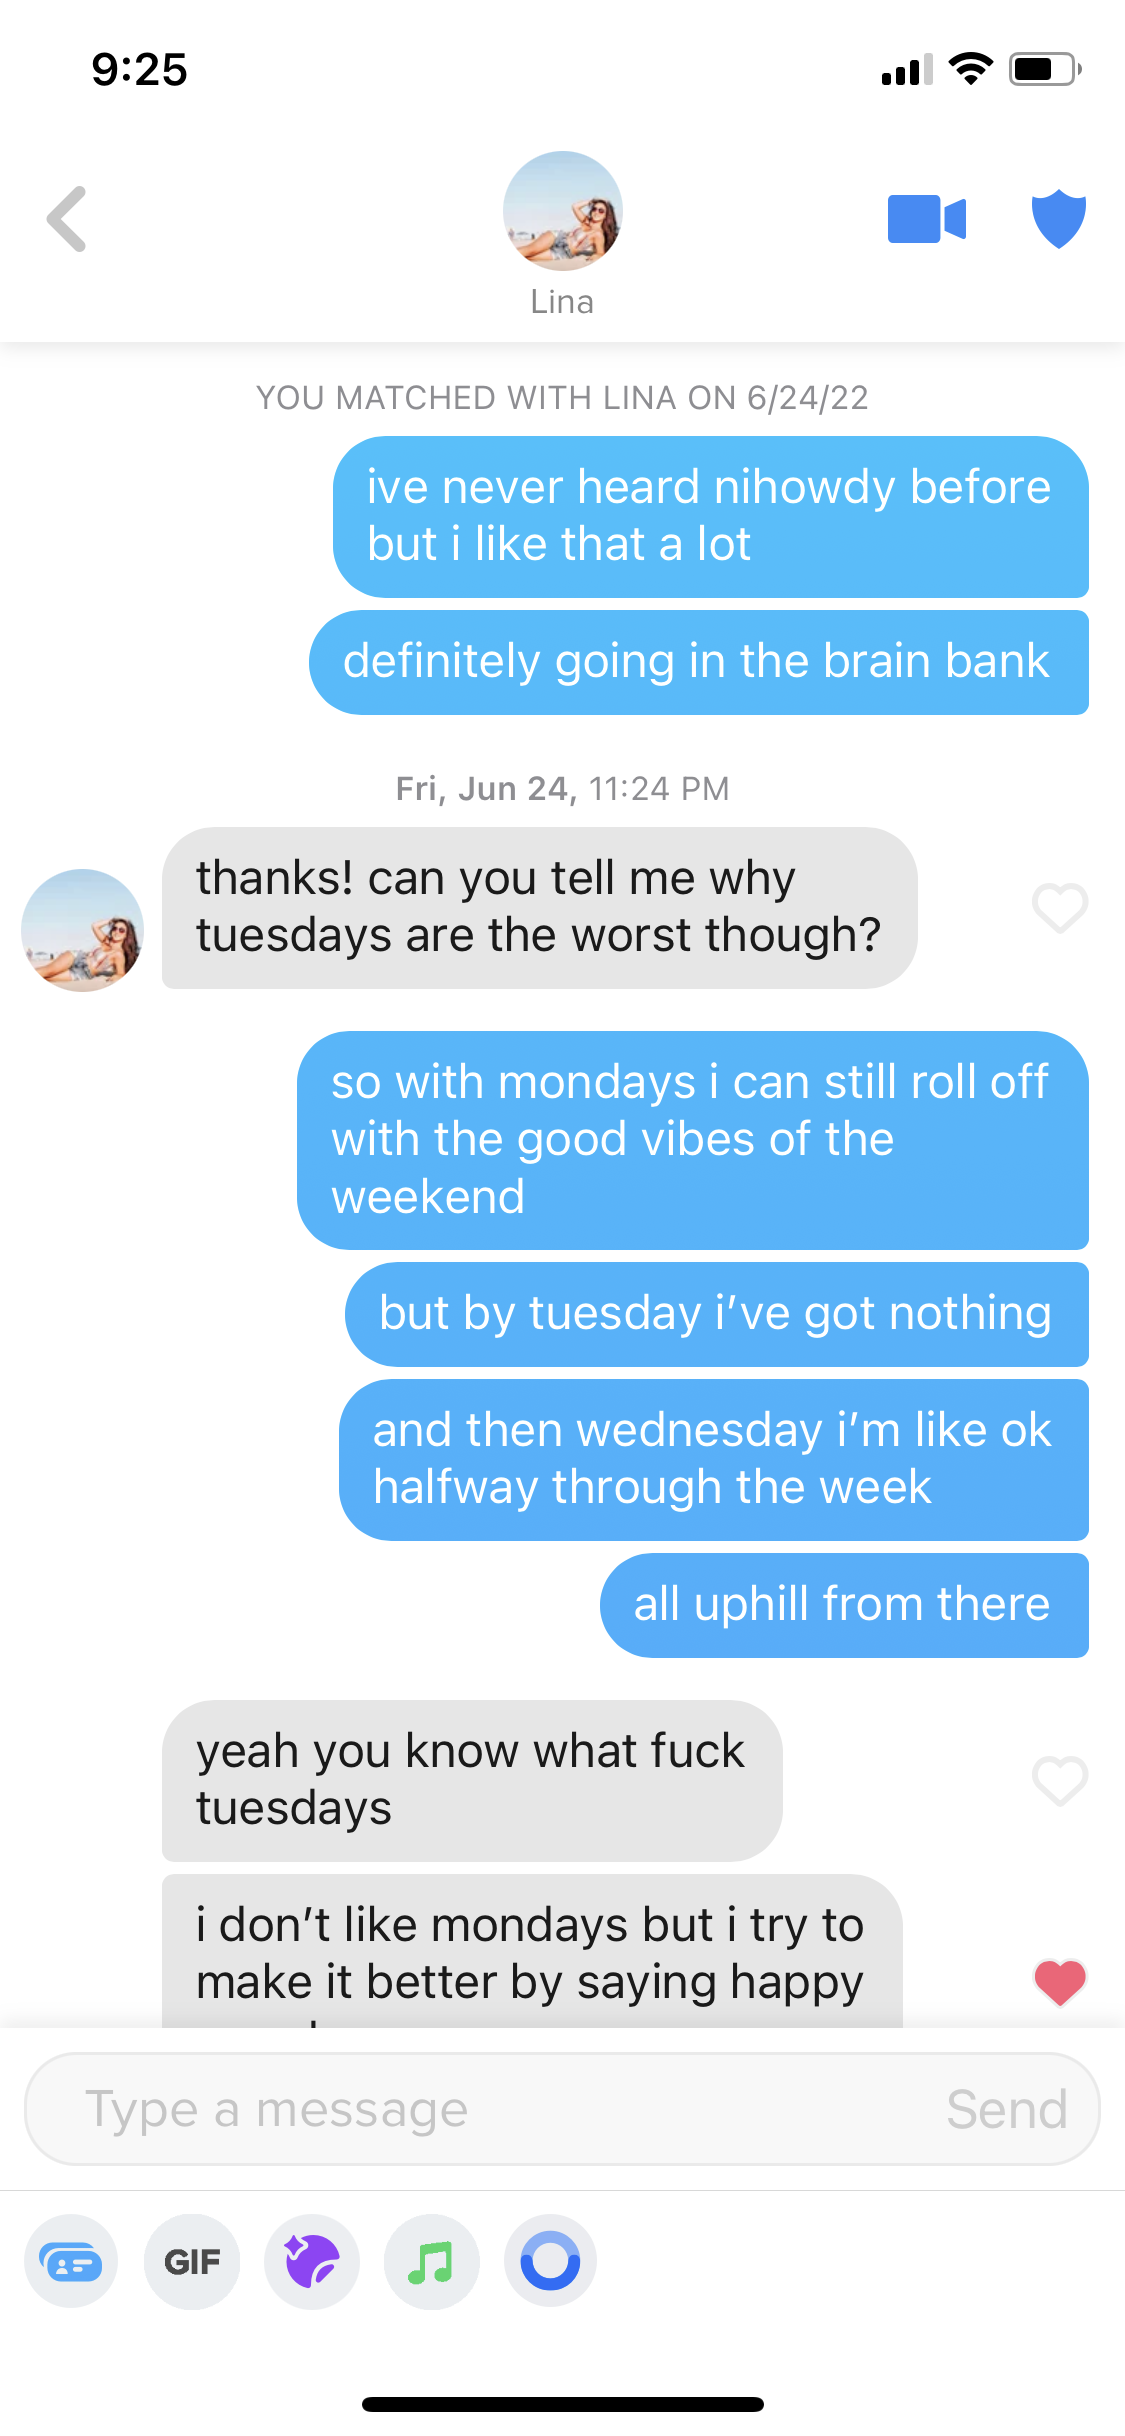 9:25
Lina
YOU MATCHED WITH LINA ON 6/24/22
ive never heard nihowdy before
but i like that a lot
definitely going in the brain bank
Fri, Jun 24, 11:24 PM
thanks! can you tell me why
tuesdays are the worst though?
so with mondays i can still roll off
with the good vibes of the
weekend
but by tuesday i’ve got nothing
and then wednesday i’m like ok
halfway through the week
all uphill from there
yeah you know what fuck
tuesdays
i don’t like mondays but i try to
make it better by saying happy
Type a message
Send
GIF